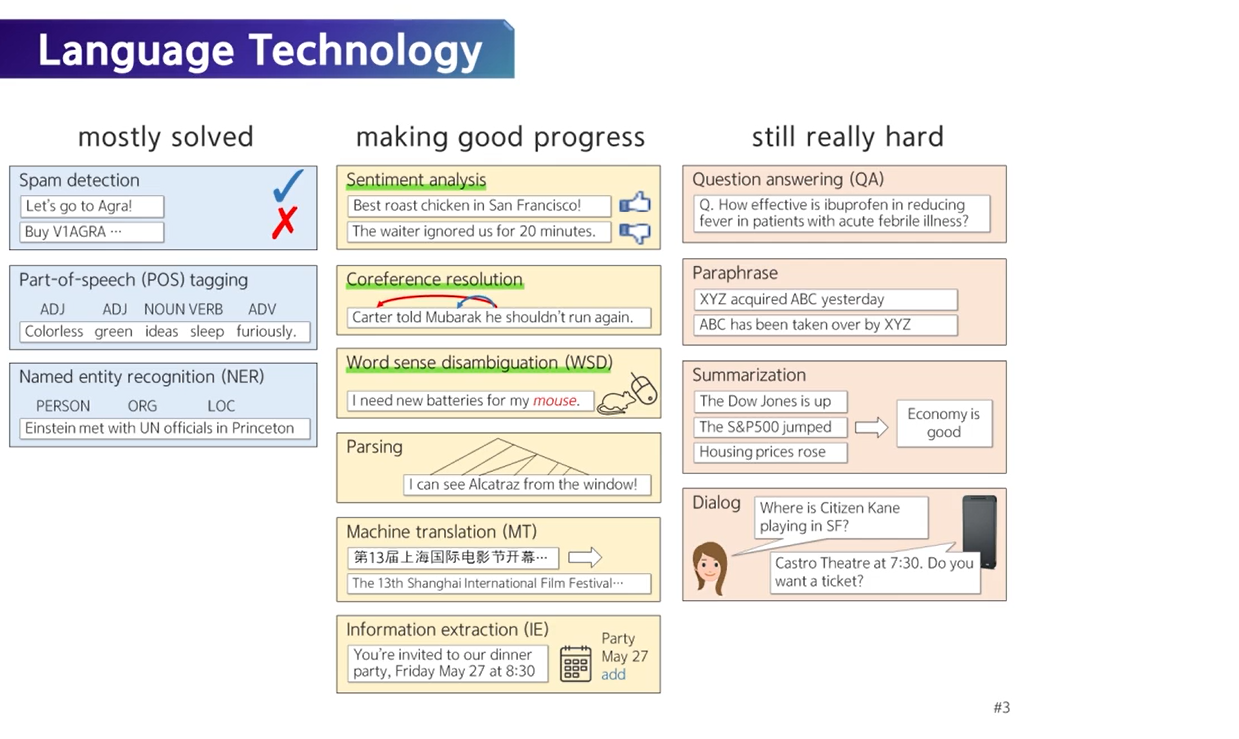 Language Technology
mostly solved
Spam detection
Let's go to Agra!
Buy V1AGRA ⋯
Part-of-speech (POS) tagging
ADJ ADJ NOUN VERB ADV
Colorless green ideas sleep furiously.
Named entity recognition (NER)
PERSON ORG LOC
Einstein met with UN officials in Princeton
making good progress
Sentiment analysis
Best roast chicken in San Francisco!
The waiter ignored us for 20 minutes.
Coreference resolution
Carter told Mubarak he shouldn't run again.
Word sense disambiguation (WSD)
I need new batteries for my mouse.
Parsing
I can see Alcatraz from the window!
Machine translation (MT)
第13届上海国际电影节开幕⋯
The 13th Shanghai International Film Festival⋯
Information extraction (IE)
You're invited to our dinner
party, Friday May 27 at 8:30
Party
May 27
add
still really hard
Question answering (QA)
Q. How effective is ibuprofen in reducing
fever in patients with acute febrile illness?
Paraphrase
XYZ acquired ABC yesterday
ABC has been taken over by XYZ
Summarization
The Dow Jones is up
The S&P500 jumped
Housing prices rose
Economy is
good
Dialog
Where is Citizen Kane
playing in SF?
Castro Theatre at 7:30. Do you
want a ticket?
#3